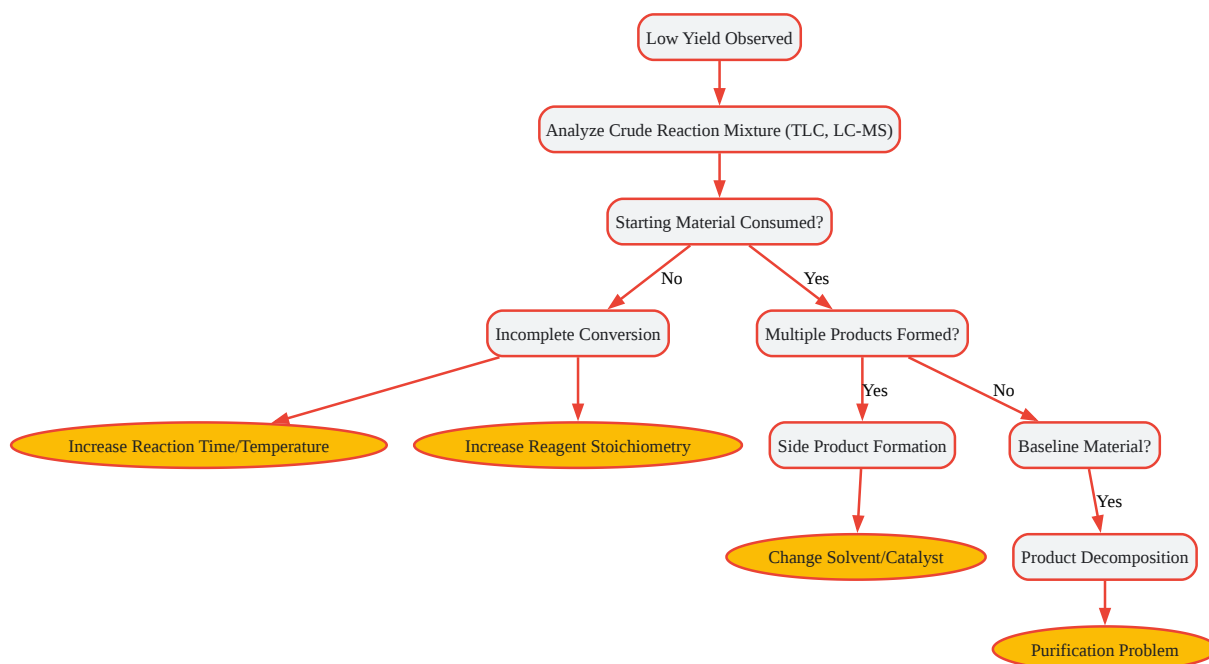 Low Yield Observed
Analyze Crude Reaction Mixture (TLC, LC-MS)
Starting Material Consumed?
No
Yes
Incomplete Conversion
Multiple Products Formed?
Yes
No
Increase Reaction Time/Temperature
Increase Reagent Stoichiometry
Side Product Formation
Baseline Material?
Yes
Change Solvent/Catalyst
Product Decomposition
Purification Problem